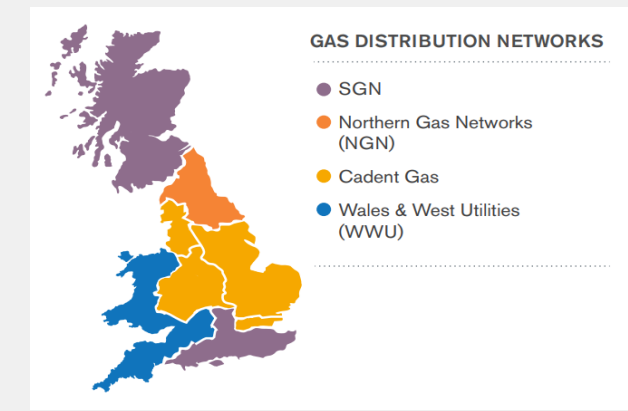 GAS DISTRIBUTION NETWORKS
SGN
Northern Gas Networks
(NGN)
Cadent Gas
Wales & West Utilities
(WWU)